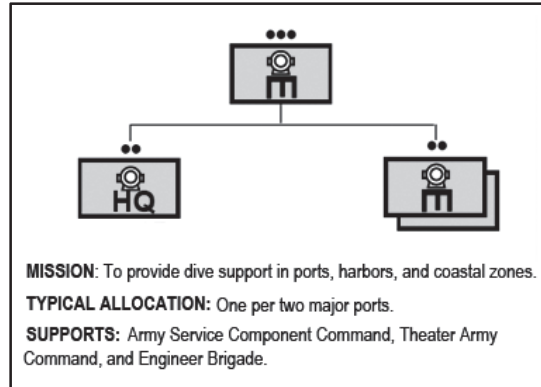 HQ
MISSION: To provide dive support in ports, harbors, and coastal zones.
TYPICAL ALLOCATION: One per two major ports.
SUPPORTS: Army Service Component Command, Theater Army
Command, and Engineer Brigade.